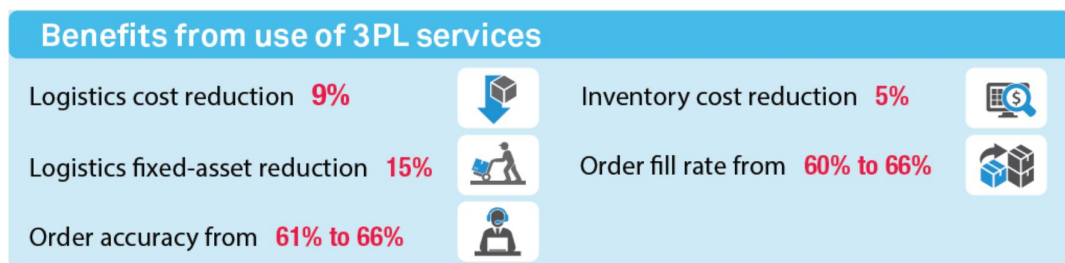 Benefits from use of 3PL services
Logistics cost reduction 9%
Logistics fixed-asset reduction 15%
Order accuracy from 61% to 66%
Inventory cost reduction 5%
Order fill rate from 60% to 66%